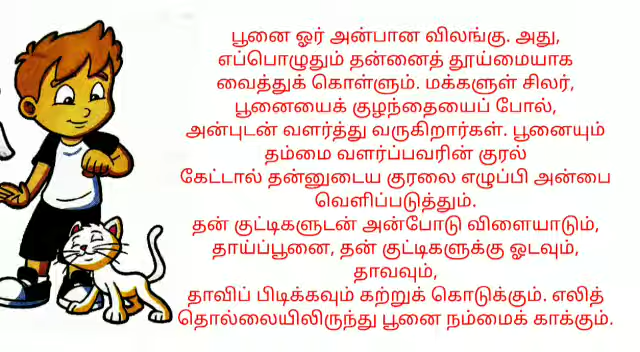 பூனை ஓர் அன்பான விலங்கு. அது,
எப்பொழுதும் தன்னைத் தூய்மையாக
வைத்துக் கொள்ளும். மக்களுள் சிலர்,
பூனையைக் குழந்தையைப் போல்,
அன்புடன் வளர்த்து வருகிறார்கள். பூனையும்
தம்மை வளர்ப்பவரின் குரல்
கேட்டால் தன்னுடைய குரலை எழுப்பி அன்பை
வெளிப்படுத்தும்.
தன் குட்டிகளுடன் அன்போடு விளையாடும்,
தாய்ப்பூனை, தன் குட்டிகளுக்கு ஓடவும்,
தாவவும்,
தாவிப் பிடிக்கவும் கற்றுக் கொடுக்கும். எலித்
தொல்லையிலிருந்து பூனை நம்மைக் காக்கும்.